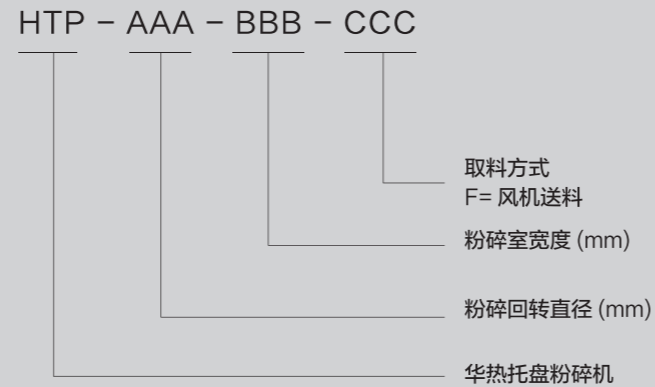 HTP – AAA – BBB – CCC
取料方式
F= 风机送料
粉碎室宽度 (mm)
粉碎回转直径 (mm)
华热托盘粉碎机